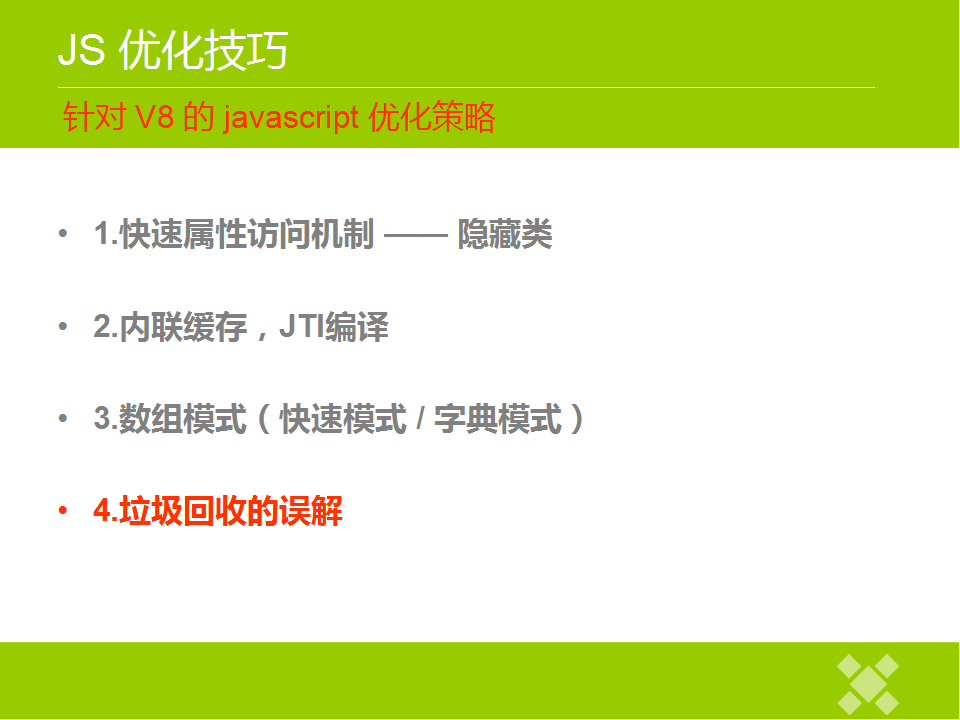 JS 优化技巧
针对 V8 的 javascript 优化策略
• 1.快速属性访问机制 —— 隐藏类
• 2.内联缓存，JTI编译
• 3.数组模式（快速模式 / 字典模式）
• 4.垃圾回收的误解